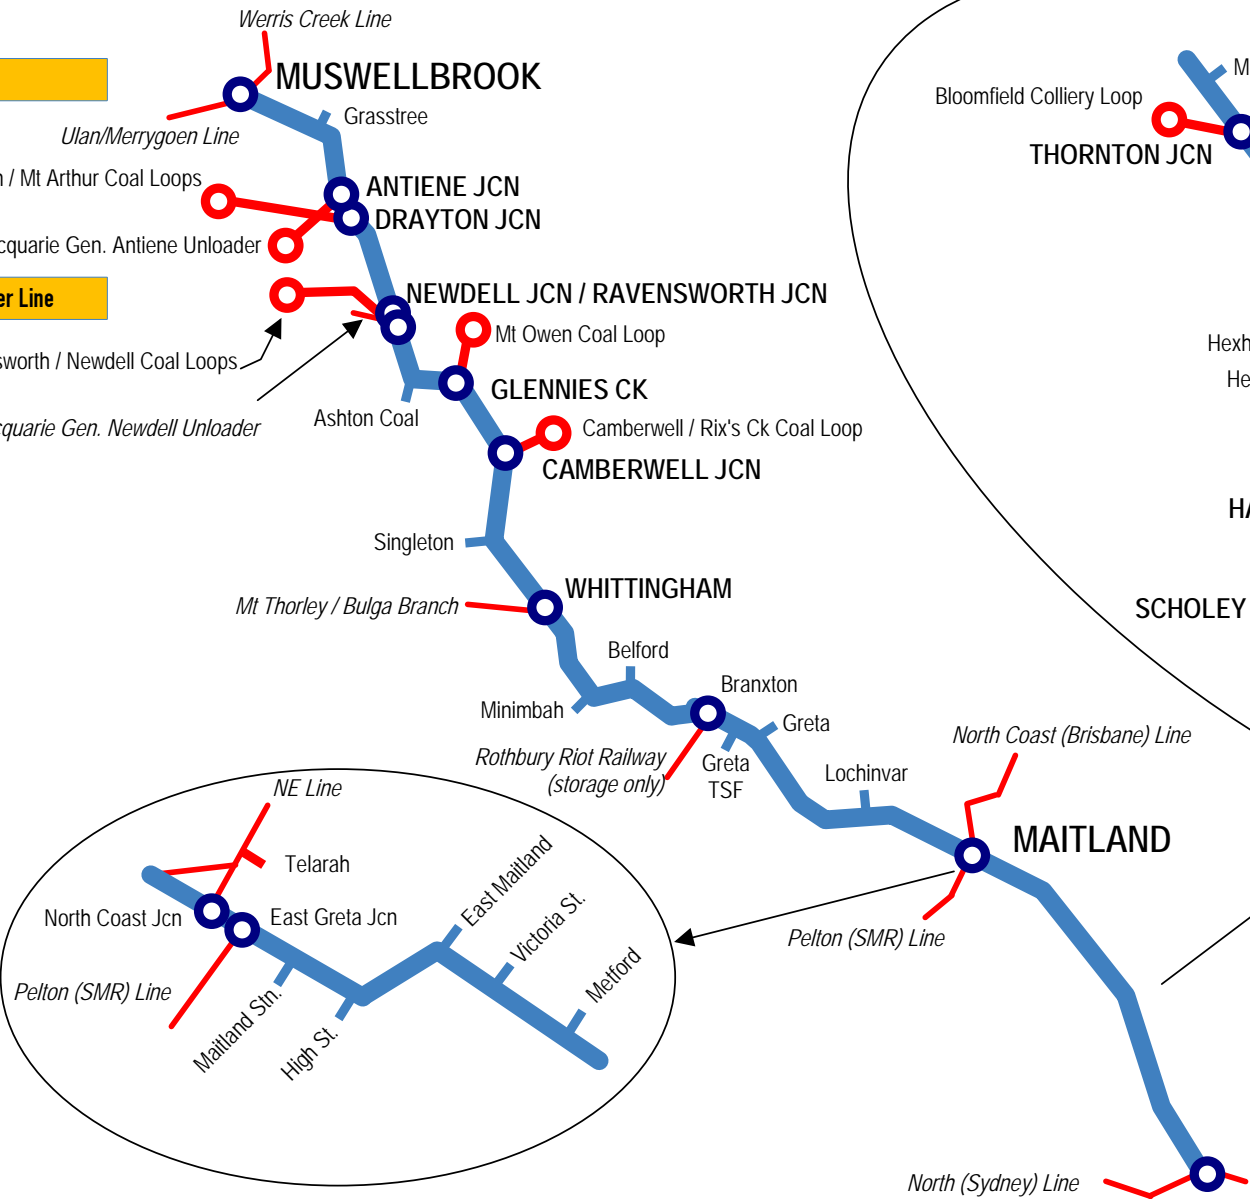 Werris Creek Line
MUSWELLBROOK
Grasstree
Ulan/Merrygoen Line
/ Mt Arthur Coal Loops
ANTIENE JCN
DRAYTON JCN
Gen. Antiene Unloader
Line
NEWDELL JCN / RAVENSWORTH JCN
Mt Owen Coal Loop
/ Newdell Coal Loops
GLENNIES CK
Ashton Coal
Gen. Newdell Unloader
Camberwell / Rix's Ck Coal Loop
CAMBERWELL JCN
Singleton
WHITTINGHAM
Mt Thorley / Bulga Branch
Belford
Minimbah
Branxton
Greta
Rothbury Riot Railway
(storage only)
Greta
TSF
Lochinvar
North Coast (Brisbane) Line
MAITLAND
Pelton (SMR) Line
North (Sydney) Line
Bloomfield Colliery Loop
THORNTON JCN
SCHOLEY
NE Line
Telarah
North Coast Jcn
East Greta Jcn
Pelton (SMR) Line
Maitland Stn.
High St.
East Maitland
Victoria St.
Metford